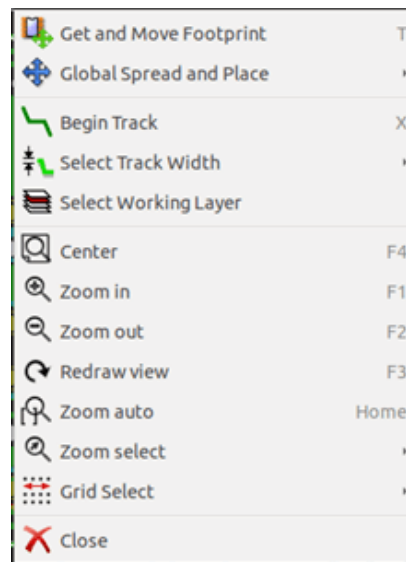 Get and Move Footprint T
Global Spread and Place
Begin Track X
Select Track Width
Select Working Layer
Center F4
Zoom in F1
Zoom out F2
Redraw view F3
Zoom auto Home
Zoom select
Grid Select
Close